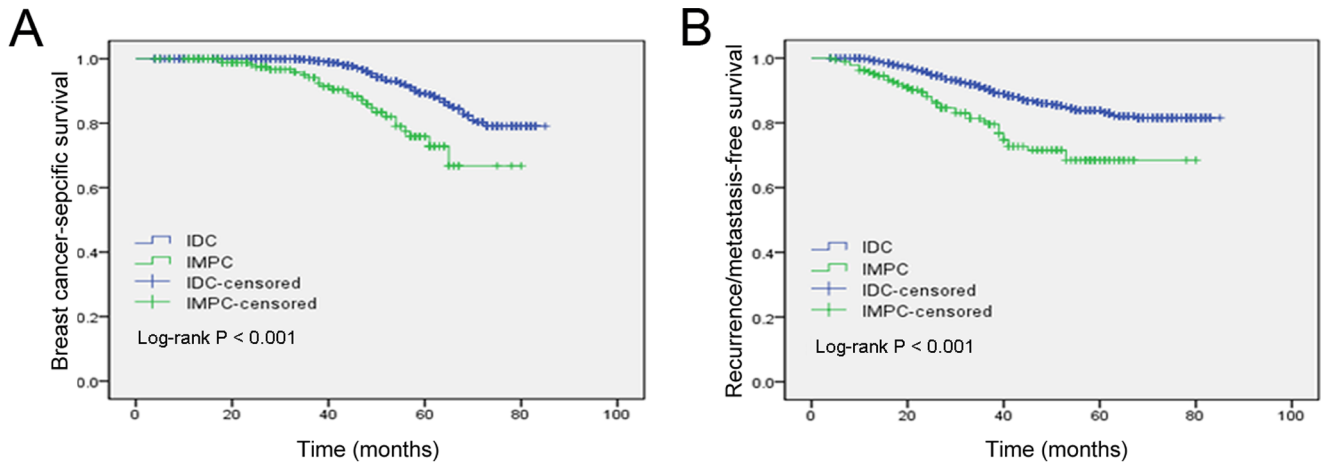 A
Breast cancer-sepcific survival
1.0
0.8
0.6
0.4
0.2
0.0
IDC
IMPC
IDC-censored
IMPC-censored
Log-rank P < 0.001
0 20 40 60 80 100
Time (months)
B
Recurrence/metastasis-free survival
1.0
0.8
0.6
0.4
0.2
0.0
IDC
IMPC
IDC-censored
IMPC-censored
Log-rank P < 0.001
0 20 40 60 80 100
Time (months)